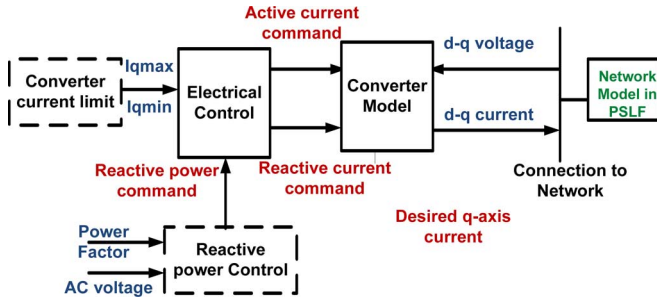 Active current
command
Converter
current limit
Iqmax
Iqmin
Electrical
Control
Converter
Model
d-q voltage
d-q current
Network
Model in
PSLF
Reactive power
command
Reactive current
command
Connection to
Network
Desired q-axis
current
Power
Factor
AC voltage
Reactive
power Control